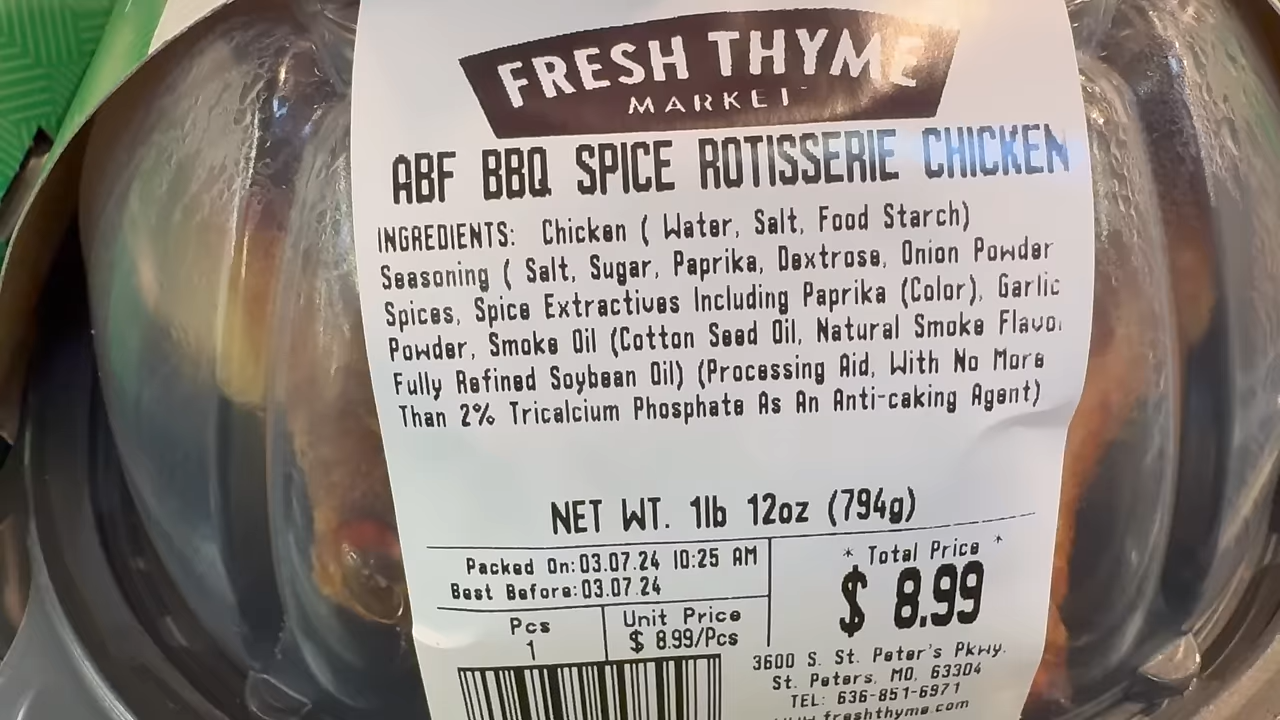 FRESH THYME
MARKET
ABF BBQ SPICE ROTISSERIE CHICKEN
INGREDIENTS: Chicken ( Water, Salt, Food Starch)
Seasoning ( Salt, Sugar, Paprika, Dextrose, Onion Powder
Spices, Spice Extractives Including Paprika (Color), Garlic
Powder, Smoke Oil (Cotton Seed Oil, Natural Smoke Flavor
Fully Refined Soybean Oil) (Processing Aid, With No More
Than 2% Tricalcium Phosphate As An Anti-caking Agent)
NET WT. 1lb 12oz (794g)
Packed On:03.07.24 10:25 AM
Best Before:03.07.24
* Total Price *
$ 8.99
Pcs
1
Unit Price
$ 8.99/Pcs
3600 S. St. Peter's Pkwy.
St. Peters, MO, 63304
TEL: 636-851-6971
www.freshthyme.com